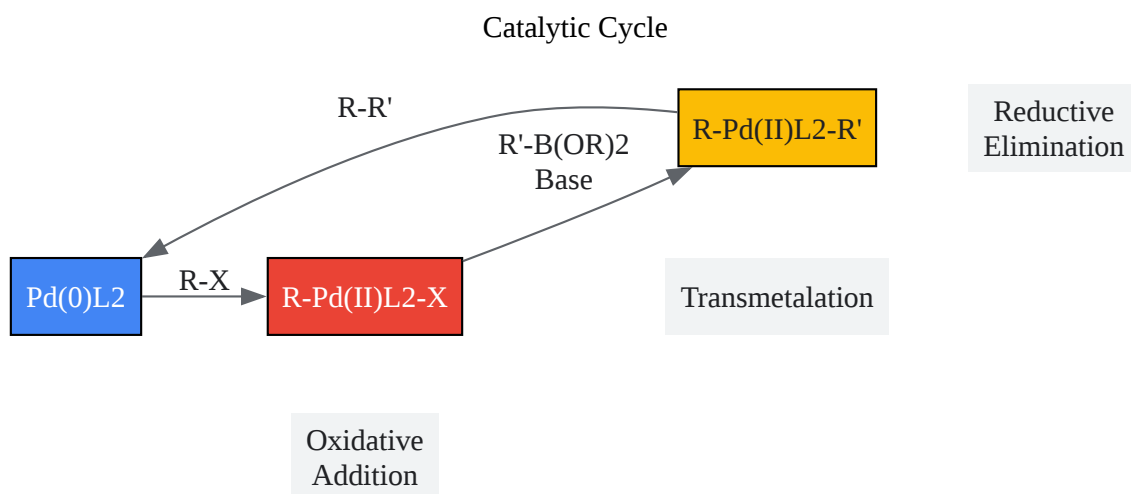 Catalytic Cycle
R-R'
R'-B(OR)2
Base
R-Pd(II)L2-R'
Reductive
Elimination
Pd(0)L2
R-X
R-Pd(II)L2-X
Transmetalation
Oxidative
Addition